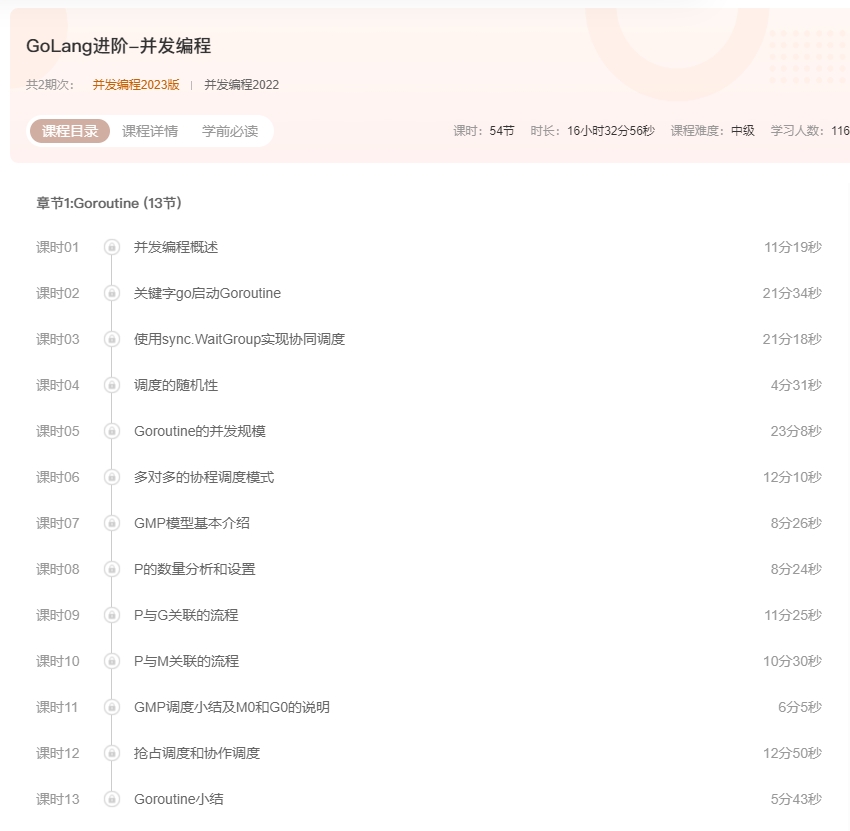 GoLang进阶–并发编程
共2期次： 并发编程2023版 | 并发编程2022
课程目录 课程详情 学前必读 课时：54节 时长：16小时32分56秒 课程难度：中级 学习人数：116
章节1:Goroutine (13节)
课时01 并发编程概述 11分19秒
课时02 关键字go启动Goroutine 21分34秒
课时03 使用sync.WaitGroup实现协同调度 21分18秒
课时04 调度的随机性 4分31秒
课时05 Goroutine的并发规模 23分8秒
课时06 多对多的协程调度模式 12分10秒
课时07 GMP模型基本介绍 8分26秒
课时08 P的数量分析和设置 8分24秒
课时09 P与G关联的流程 11分25秒
课时10 P与M关联的流程 10分30秒
课时11 GMP调度小结及M0和G0的说明 6分5秒
课时12 抢占调度和协作调度 12分50秒
课时13 Goroutine小结 5分43秒